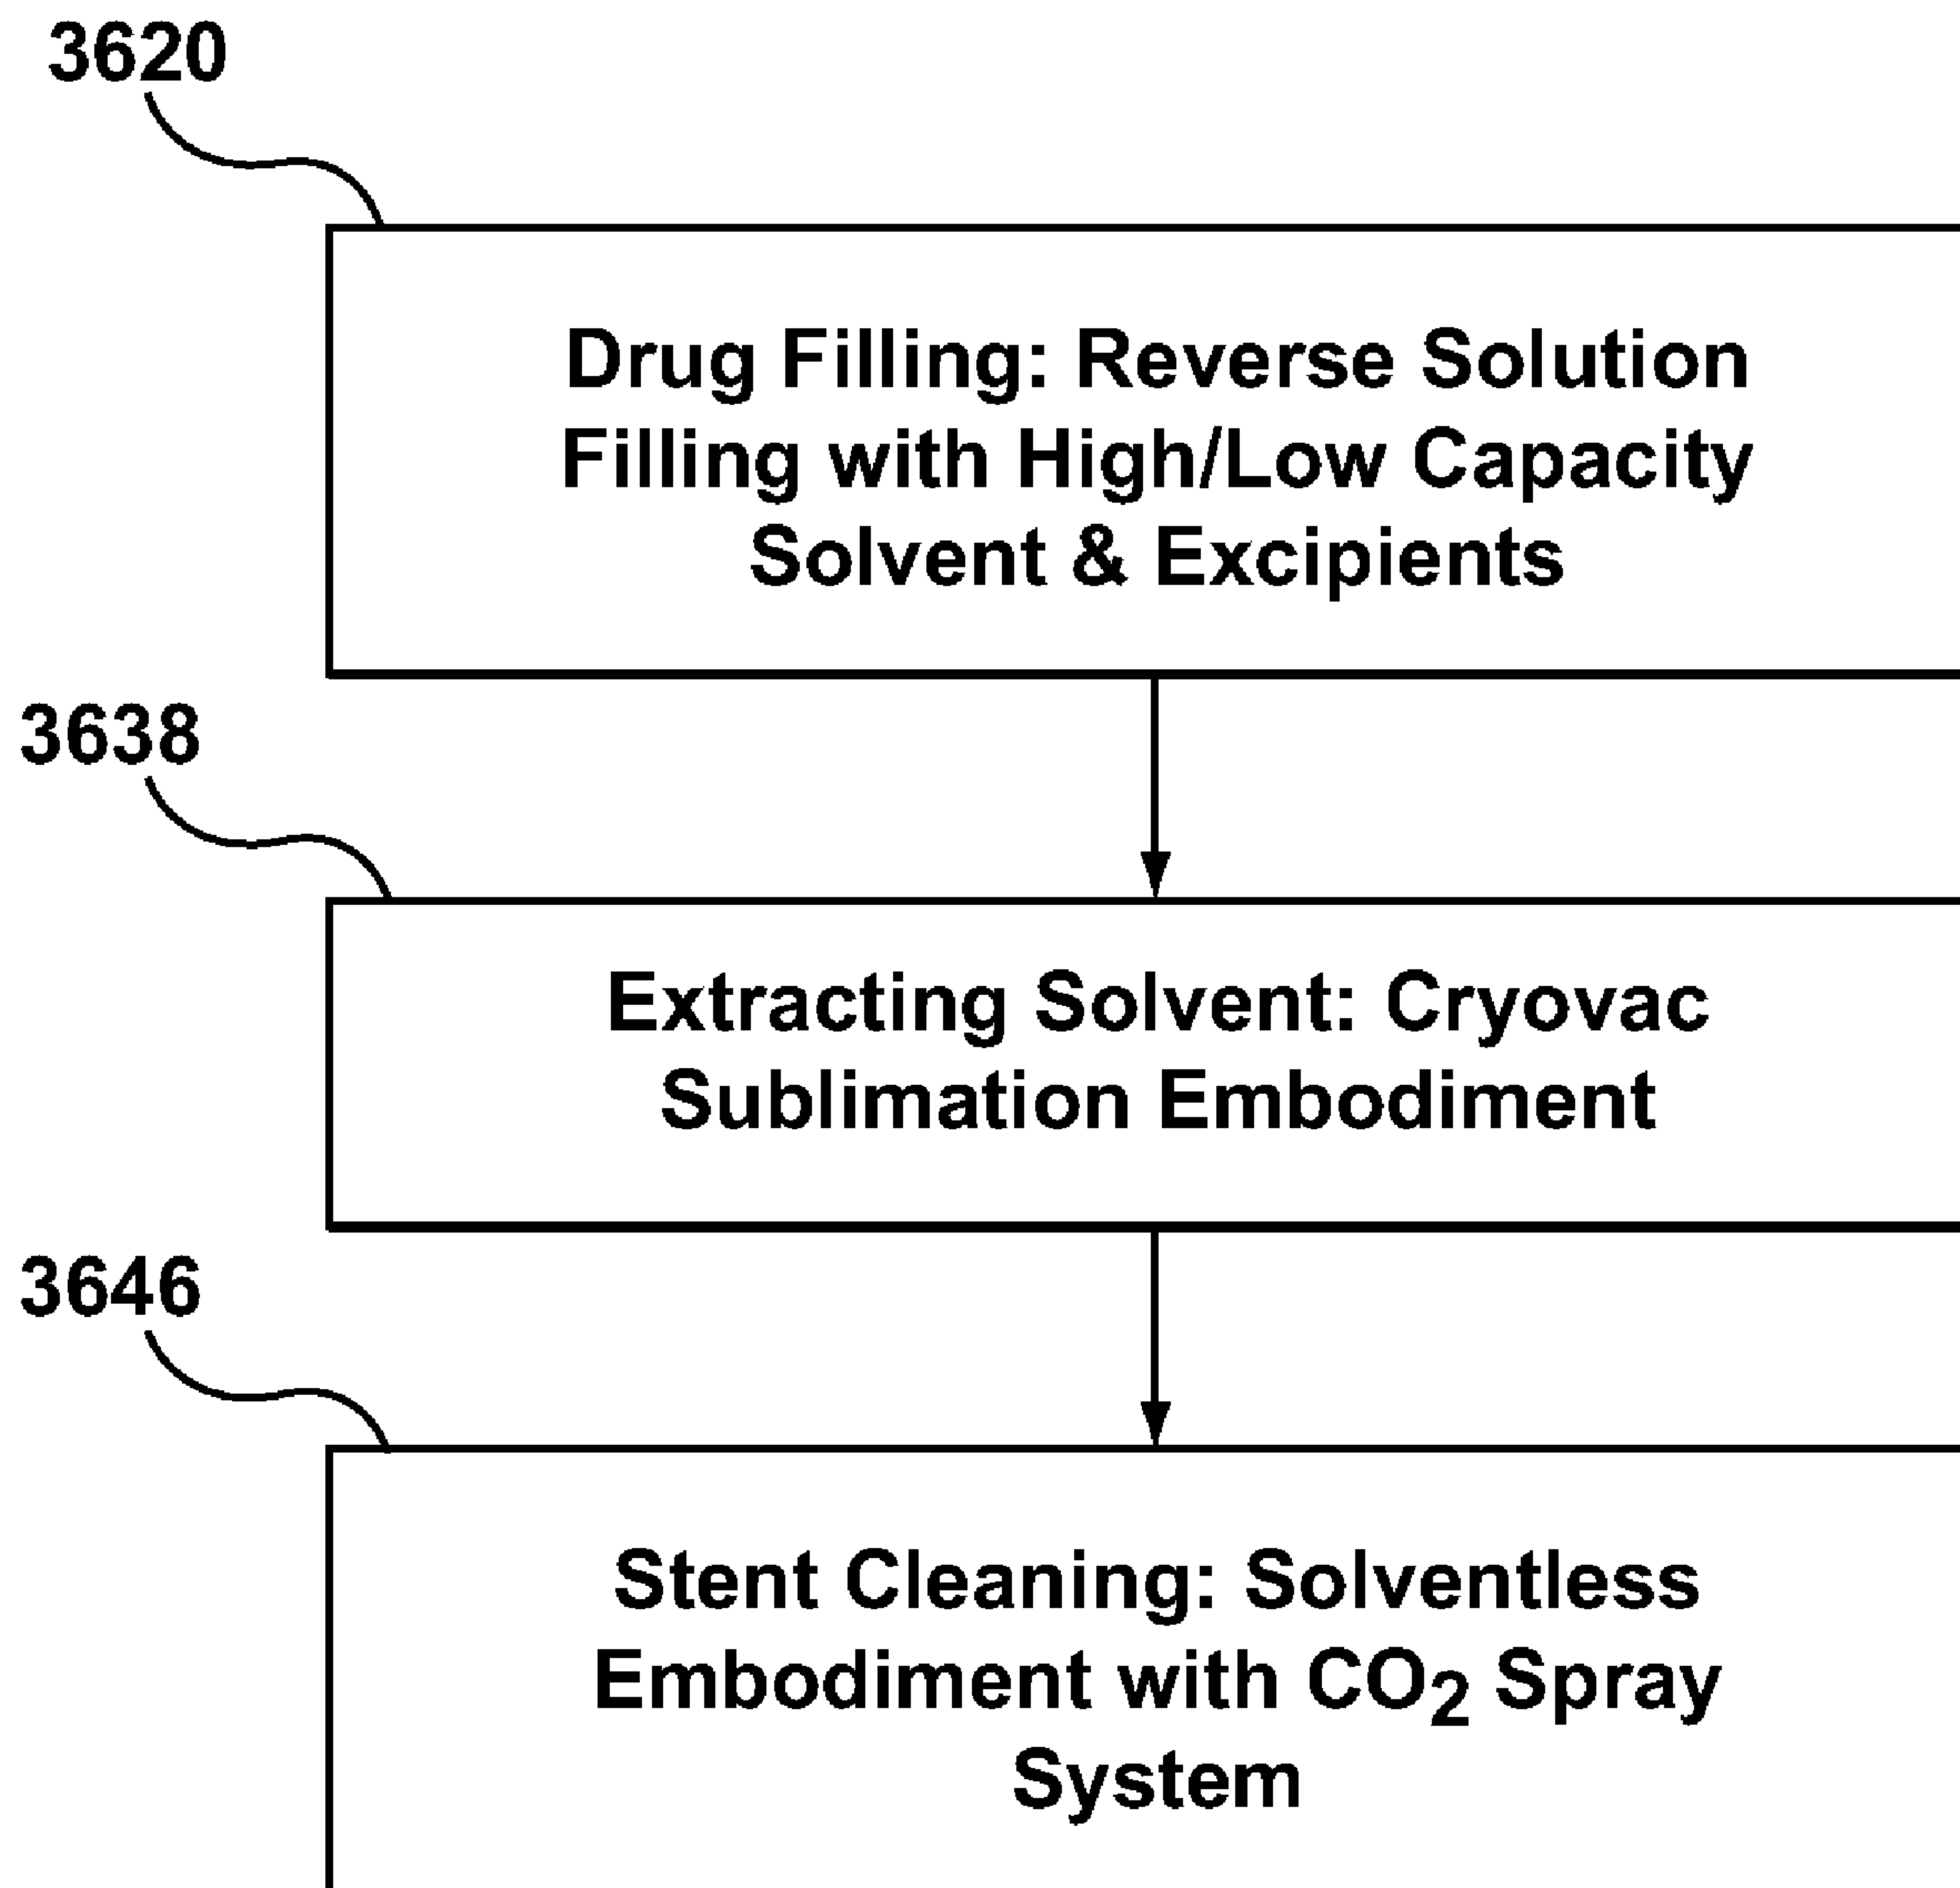 3620
Drug Filling: Reverse Solution
Filling with High/Low Capacity
Solvent & Excipients
3638
Extracting Solvent: Cryovac
Sublimation Embodiment
3646
Stent Cleaning: Solventless
Embodiment with CO₂ Spray
System